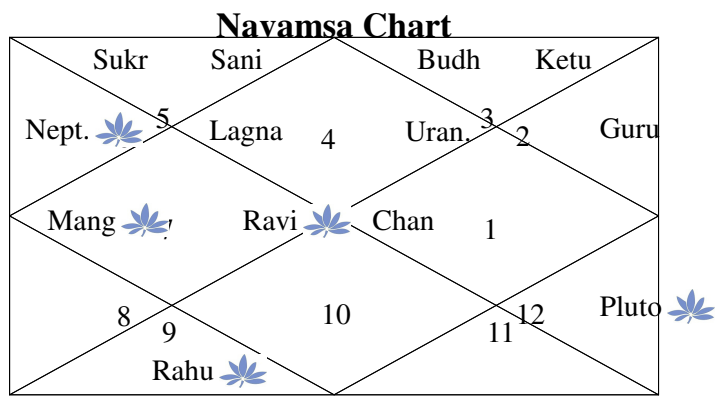 Navamsa Chart
Sukr Sani Budh Ketu
5 3
Nept. Lagna 4 Uran. 2 Guru
Mang Ravi Chan 1
8 9 10 11 12 Pluto
Rahu